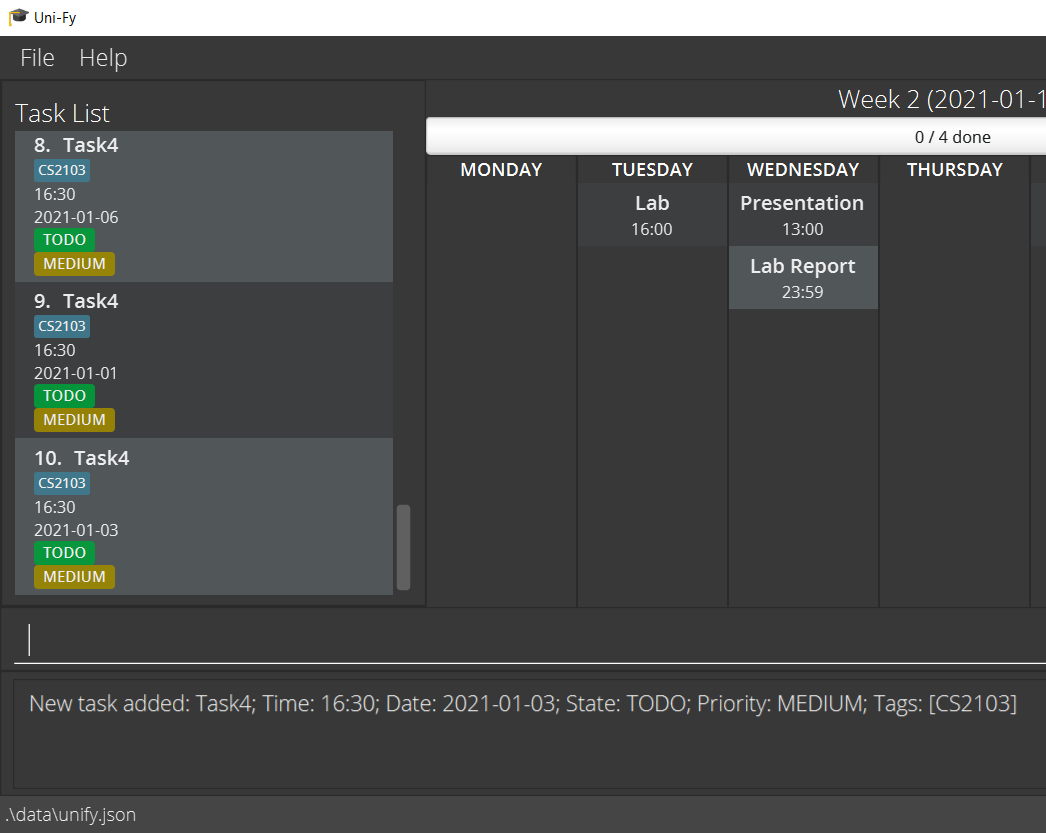 Uni-Fy
File Help
Task List
8. Task4
CS2103
16:30
2021-01-06
TODO
MEDIUM
9. Task4
CS2103
16:30
2021-01-01
TODO
MEDIUM
10. Task4
CS2103
16:30
2021-01-03
TODO
MEDIUM
Week 2 (2021-01-1
0 / 4 done
MONDAY TUESDAY WEDNESDAY THURSDAY
Lab
16:00
Presentation
13:00
Lab Report
23:59
New task added: Task4; Time: 16:30; Date: 2021-01-03; State: TODO; Priority: MEDIUM; Tags: [CS2103]
.\data\unify.json